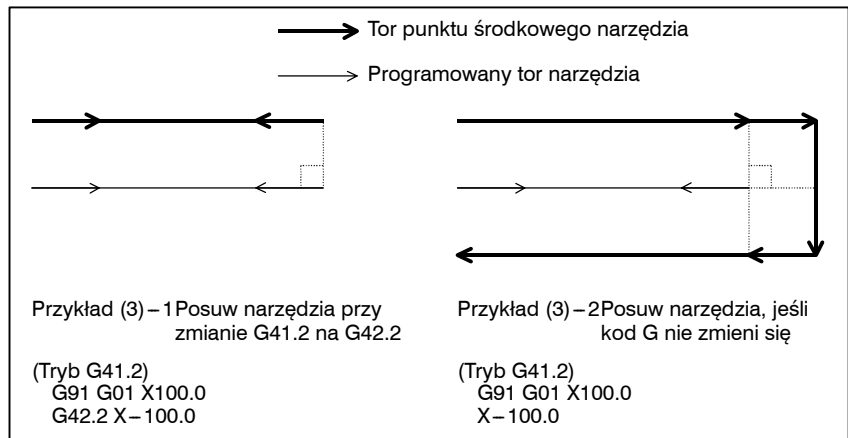 Tor punktu środkowego narzędzia
Programowany tor narzędzia
Przykład (3)–1 Posuw narzędzia przy
zmianie G41.2 na G42.2
(Tryb G41.2)
G91 G01 X100.0
G42.2 X–100.0
Przykład (3)–2 Posuw narzędzia, jeśli
kod G nie zmieni się
(Tryb G41.2)
G91 G01 X100.0
X–100.0